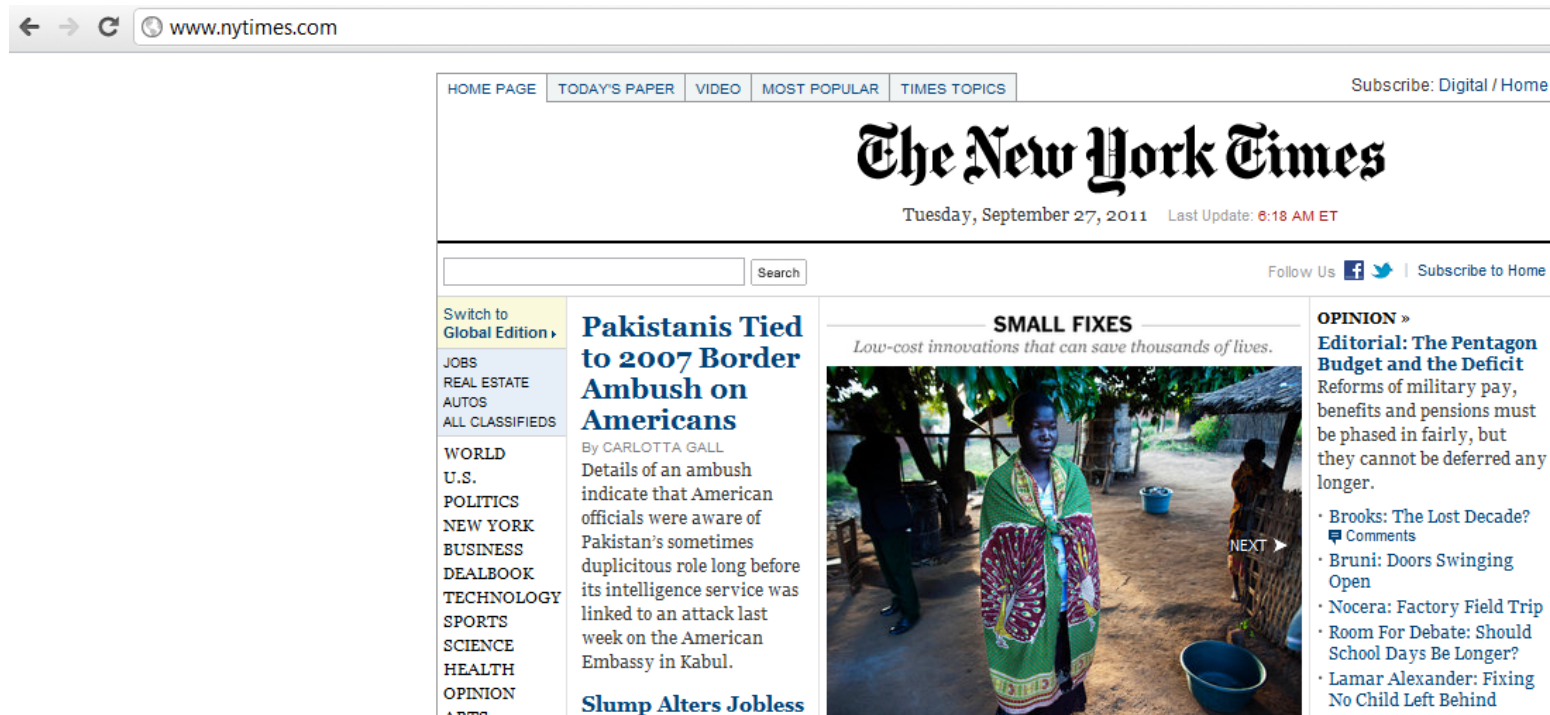 www.nytimes.com
HOME PAGE
TODAY'S PAPER
VIDEO
MOST POPULAR
TIMES TOPICS
Subscribe: Digital / Home
The New York Times
Tuesday, September 27, 2011 Last Update: 6:18 AM ET
Search
Follow Us
Subscribe to Home
Switch to
Global Edition
JOBS
REAL ESTATE
AUTOS
ALL CLASSIFIEDS
WORLD
U.S.
POLITICS
NEW YORK
BUSINESS
DEALBOOK
TECHNOLOGY
SPORTS
SCIENCE
HEALTH
OPINION
ARTS
Pakistanis Tied
to 2007 Border
Ambush on
Americans
By CARLOTTA GALL
Details of an ambush
indicate that American
officials were aware of
Pakistan’s sometimes
duplicitous role long before
its intelligence service was
linked to an attack last
week on the American
Embassy in Kabul.
Slump Alters Jobless
SMALL FIXES
Low-cost innovations that can save thousands of lives.
NEXT
OPINION »
Editorial: The Pentagon
Budget and the Deficit
Reforms of military pay,
benefits and pensions must
be phased in fairly, but
they cannot be deferred any
longer.
· Brooks: The Lost Decade?
Comments
· Bruni: Doors Swinging
Open
· Nocera: Factory Field Trip
· Room For Debate: Should
School Days Be Longer?
· Lamar Alexander: Fixing
No Child Left Behind